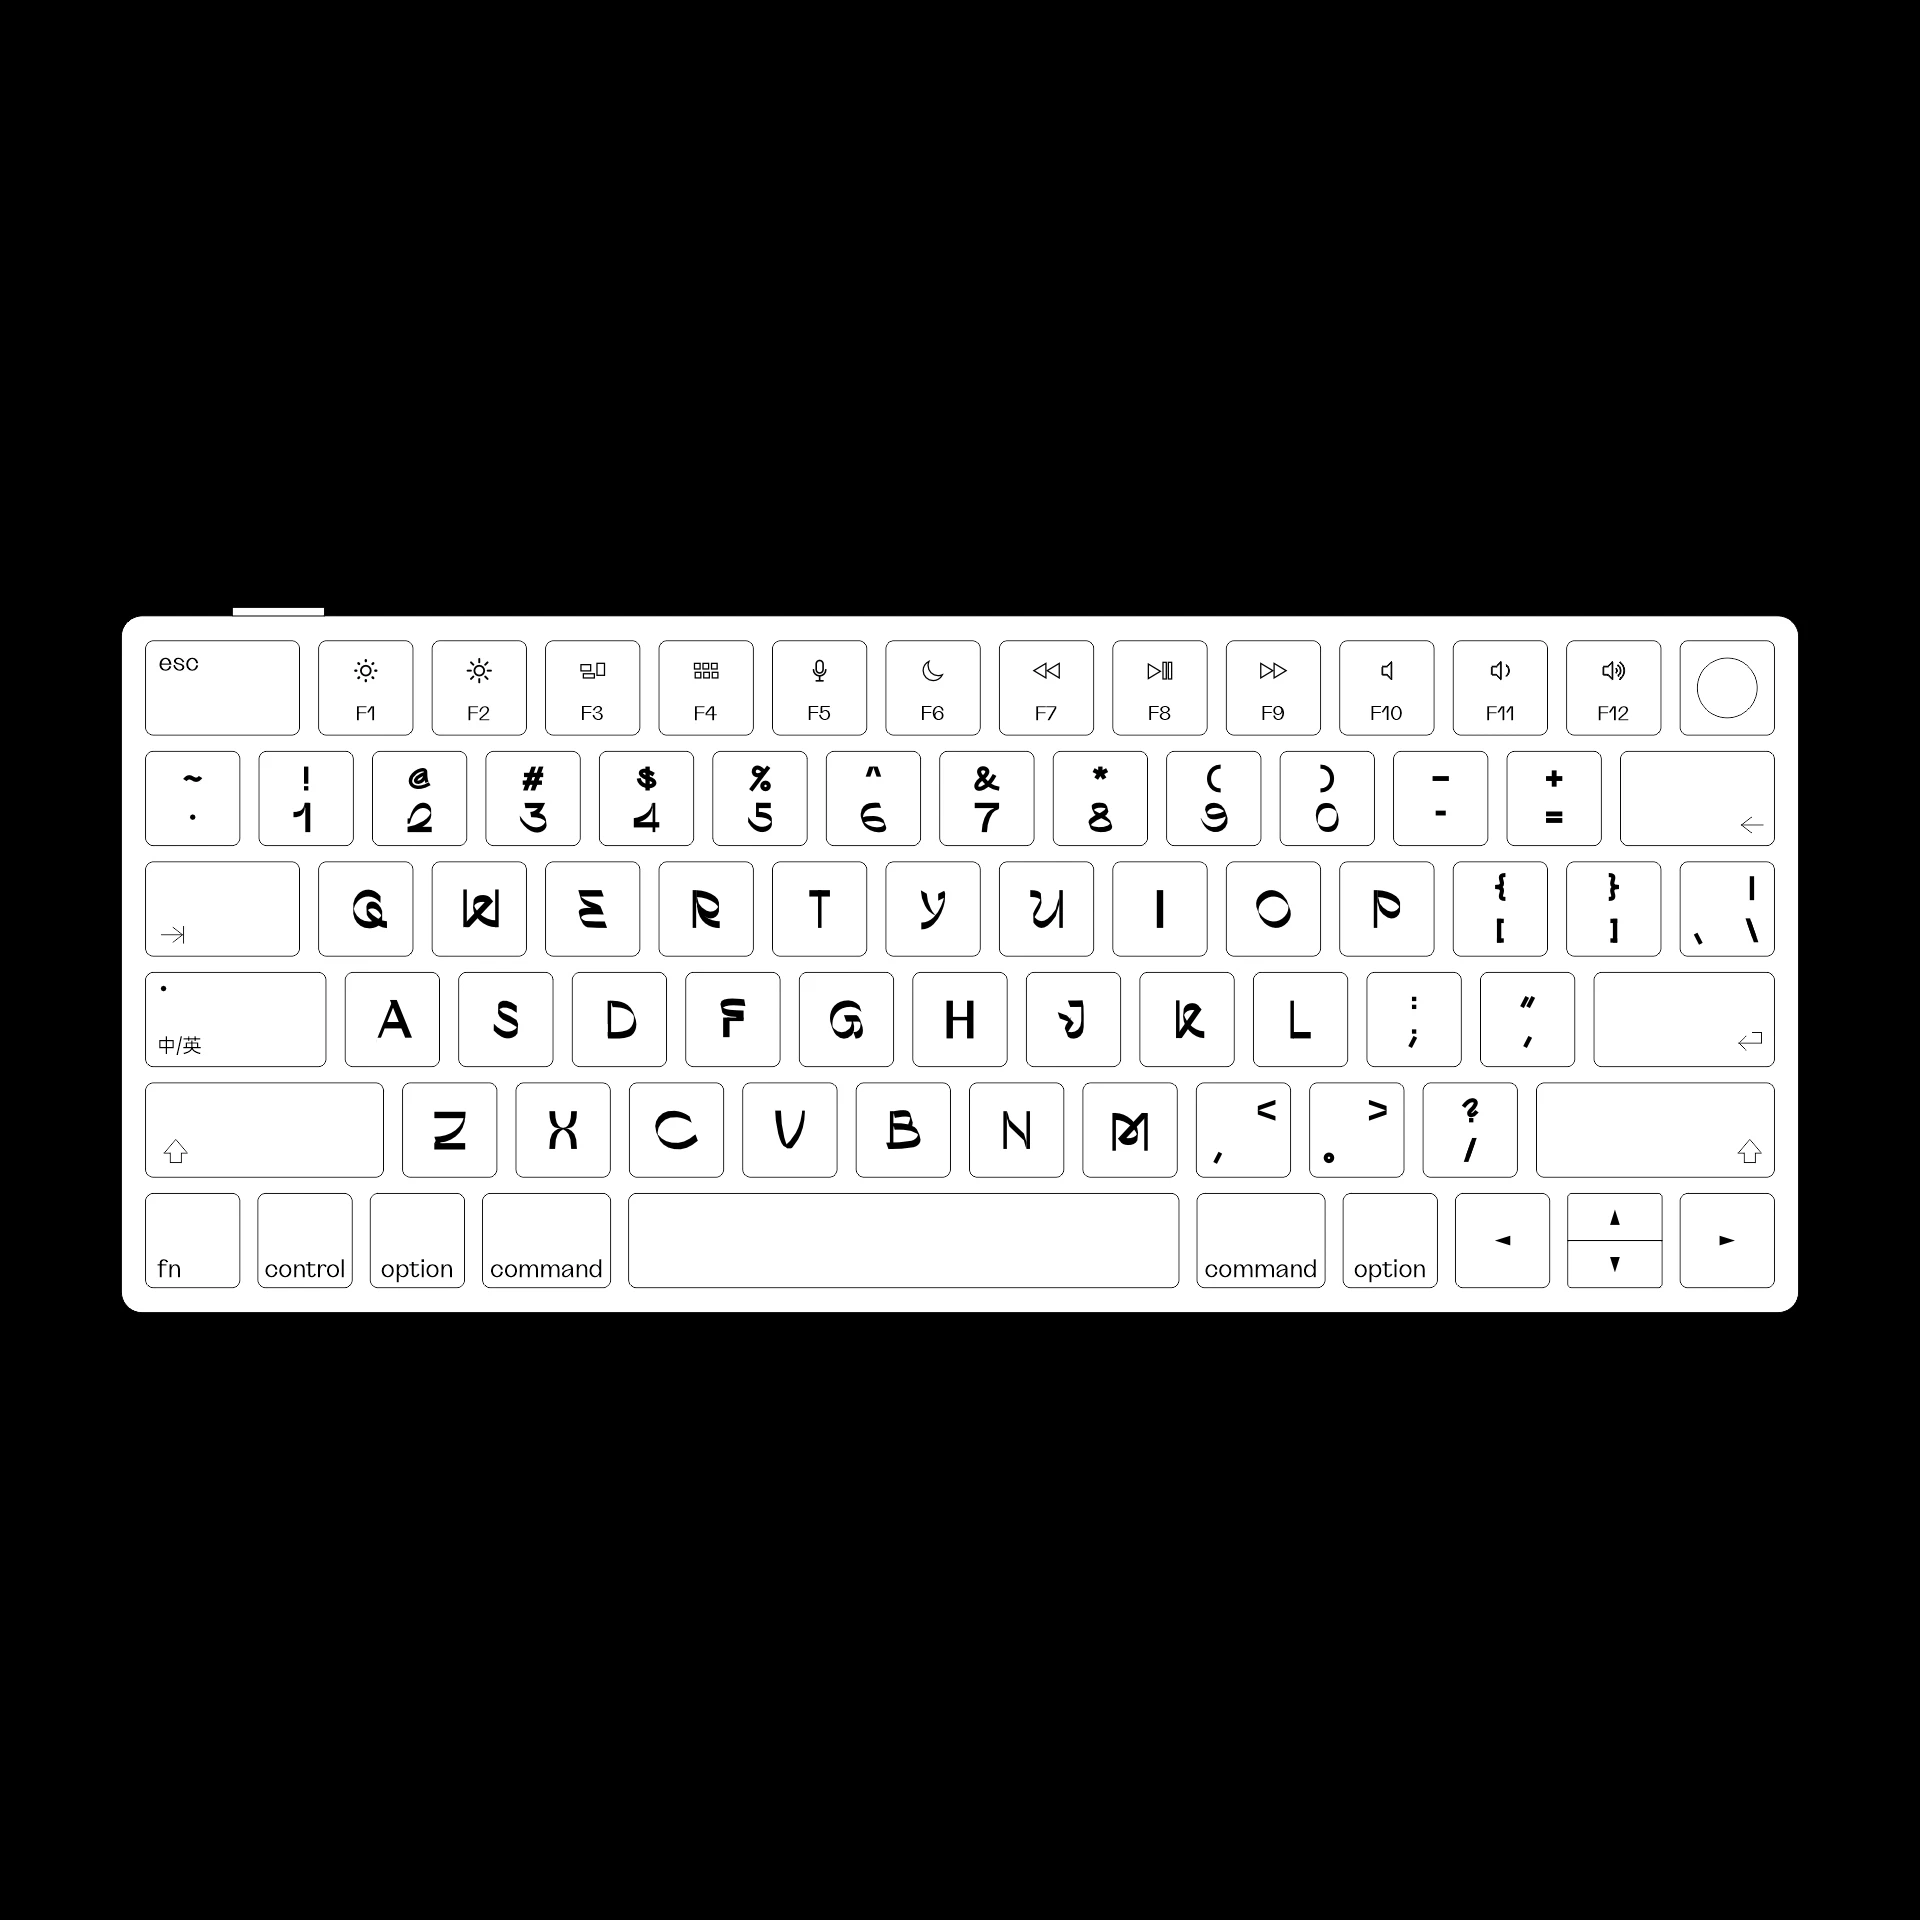 esc F1 F2 F3 F4 F5 F6 F7 F8 F9 F10 F11 F12
~ ! @ # $ % ^ & * ( ) – +
· 1 2 3 4 5 6 7 8 9 0 - =
Q W E R T Y U I O P { } |
[ ] 、 \
A S D F G H J K L : "
中/英 ; ,
Z X C V B N M < > ?
, 。 /
fn control option command command option